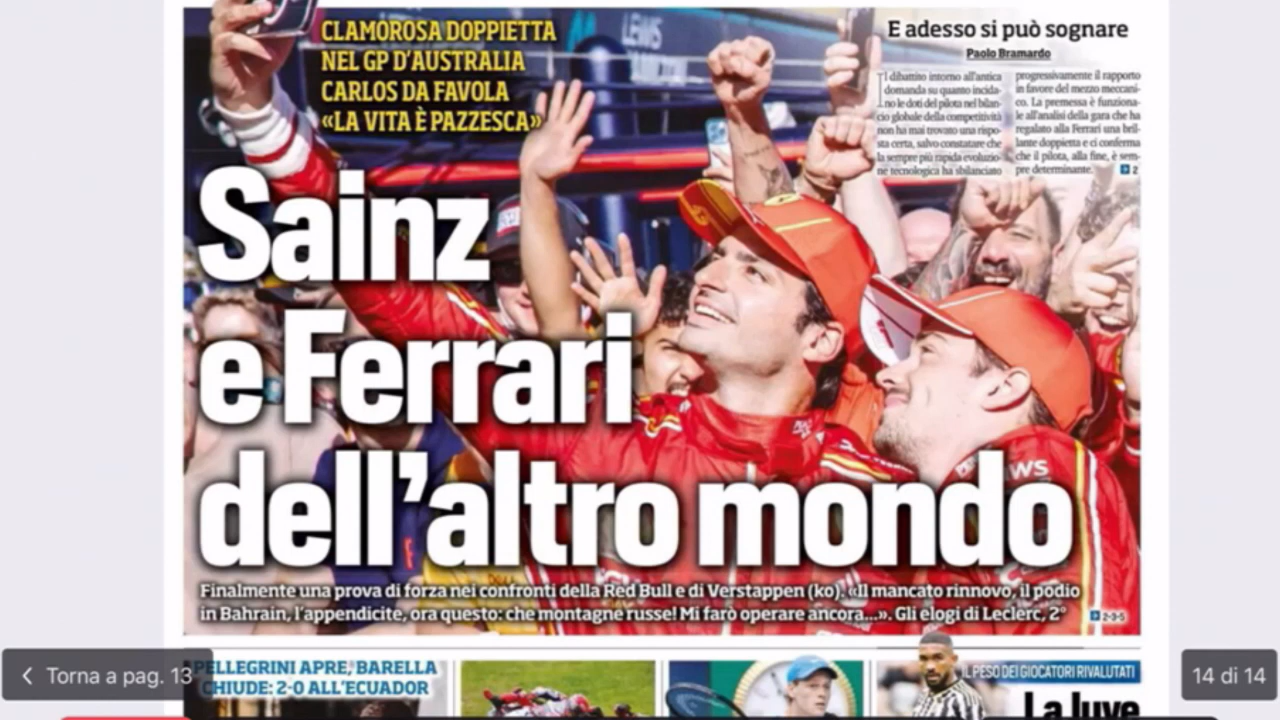 CLAMOROSA DOPPIETTA
NEL GP D'AUSTRALIA
CARLOS DA FAVOLA
«LA VITA È PAZZESCA»
E adesso si può sognare
Paolo Bramardo
Il dibattito intorno all'antica
domanda su quanto incida-
no le doti del pilota nel bilan-
cio globale della competitività
non ha mai trovato una rispo-
sta certa, salvo constatare che
la sempre più rapida evoluzio-
ne tecnologica ha sbilanciato
progressivamente il rapporto
in favore del mezzo meccani-
co. La premessa è funziona-
le all'analisi della gara che ha
regalato alla Ferrari una bril-
lante doppietta e ci conferma
che il pilota, alla fine, è sem-
pre determinante. 2
Sainz
e Ferrari
dell'altro mondo
Finalmente una prova di forza nei confronti della Red Bull e di Verstappen (ko). «Il mancato rinnovo, il podio
in Bahrain, l'appendicite, ora questo: che montagne russe! Mi farò operare ancora...». Gli elogi di Leclerc, 2° 2-3-5
Torna a pag. 13
14 di 14
PELLEGRINI APRE, BARELLA
CHIUDE: 2-0 ALL'ECUADOR
IL PESO DEI GIOCATORI RIVALUTATI
La Juve